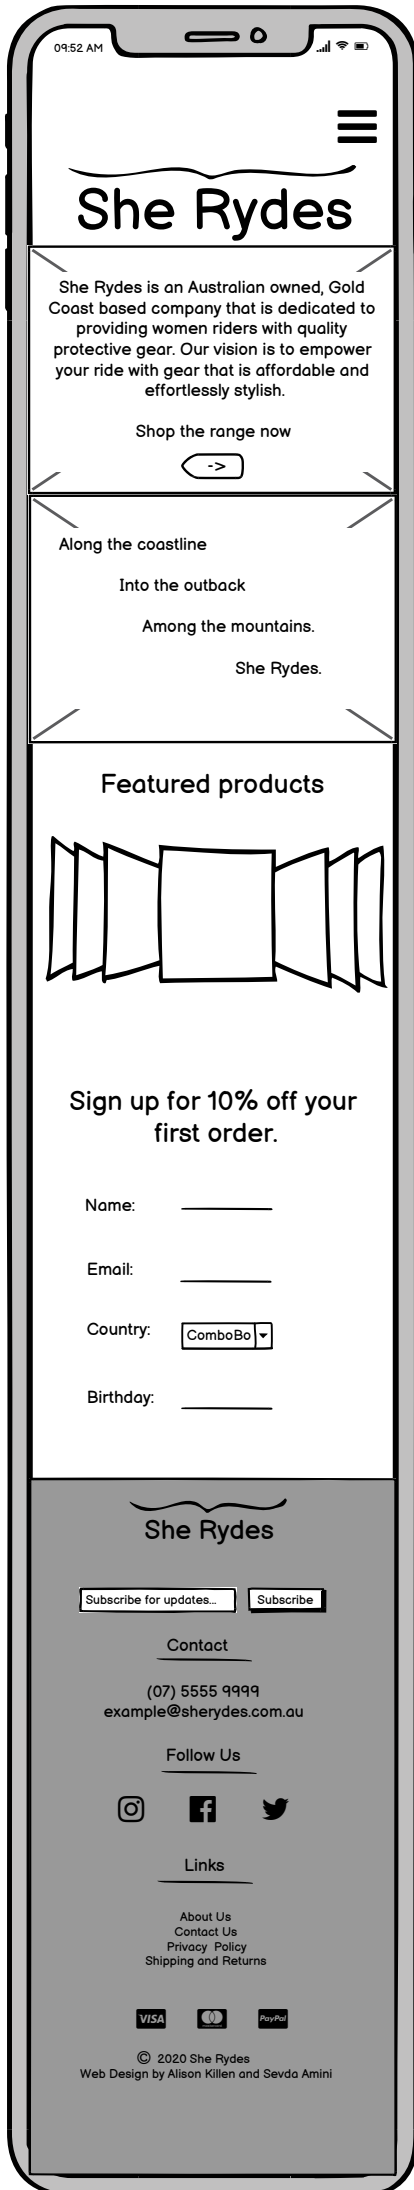 09:52 AM
She Rydes
She Rydes is an Australian owned, Gold
Coast based company that is dedicated to
providing women riders with quality
protective gear. Our vision is to empower
your ride with gear that is affordable and
effortlessly stylish.
Shop the range now
->
Along the coastline
Into the outback
Among the mountains.
She Rydes.
Featured products
Sign up for 10% off your
first order.
Name:
Email:
Country:
ComboBo
Birthday:
She Rydes
Subscribe for updates...
Subscribe
Contact
(07) 5555 9999
example@sherydes.com.au
Follow Us
Links
About Us
Contact Us
Privacy Policy
Shipping and Returns
VISA
PayPal
© 2020 She Rydes
Web Design by Alison Killen and Sevda Amini